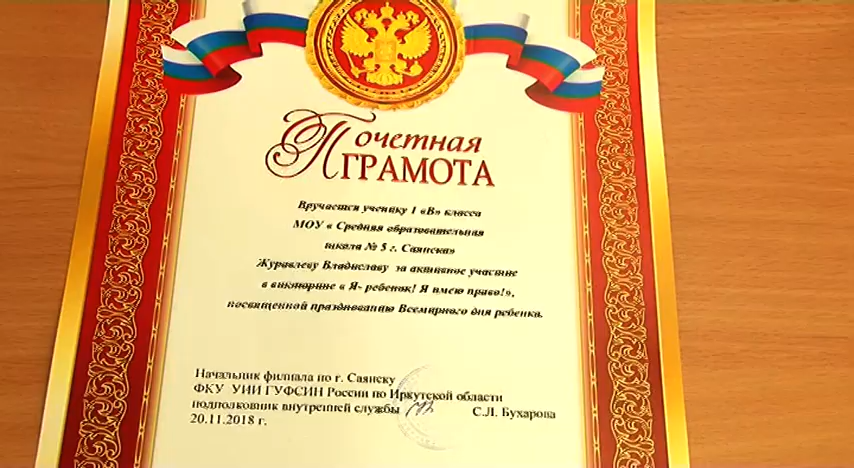 Почетная
ГРАМОТА
Вручается ученику 1 «В» класса
МОУ « Средняя образовательная
школа № 5 г. Саянска»
Журавлеву Владиславу за активное участие
в викторине « Я- ребенок! Я имею право!»,
посвященной празднованию Всемирного дня ребенка.
Начальник филиала по г. Саянску
ФКУ УИИ ГУФСИН России по Иркутской области
подполковник внутренней службы С.Л. Бухарова
20.11.2018 г.